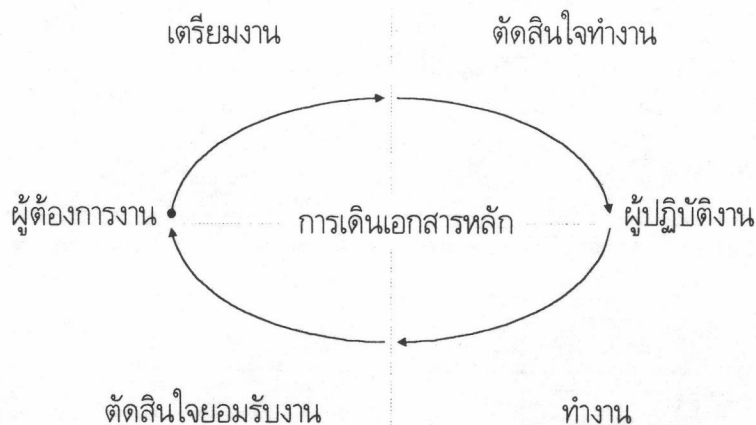 เตรียมงาน ตัดสินใจทำงาน
ผู้ต้องการงาน การเดินเอกสารหลัก ผู้ปฏิบัติงาน
ตัดสินใจยอมรับงาน ทำงาน